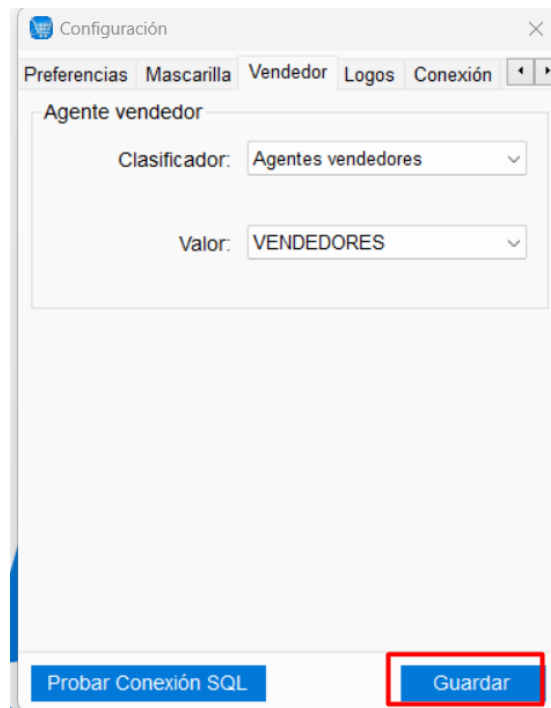 Configuración
Preferencias Mascarilla Vendedor Logos Conexión
Agente vendedor
Clasificador: Agentes vendedores
Valor: VENDEDORES
Probar Conexión SQL Guardar